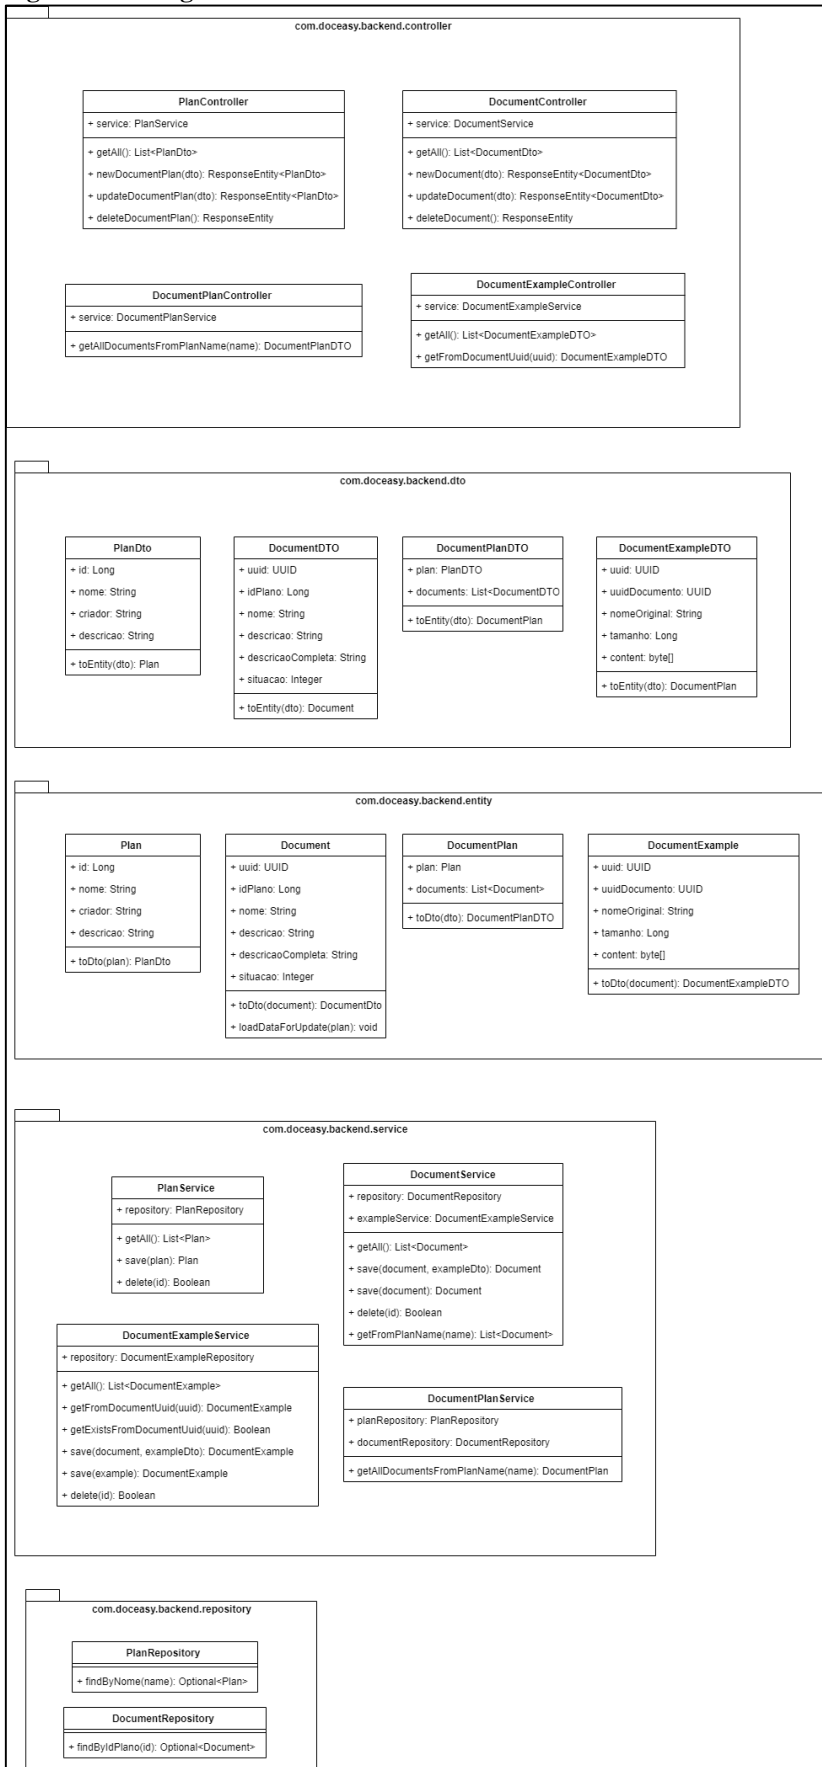 com.doceasy.backend.controller
PlanController
+ service: PlanService
+ getAll(): List<PlanDto>
+ newDocumentPlan(dto): ResponseEntity<PlanDto>
+ updateDocumentPlan(dto): ResponseEntity<PlanDto>
+ deleteDocumentPlan(): ResponseEntity
DocumentController
+ service: DocumentService
+ getAll(): List<DocumentDto>
+ newDocument(dto): ResponseEntity<DocumentDto>
+ updateDocument(dto): ResponseEntity<DocumentDto>
+ deleteDocument(): ResponseEntity
DocumentPlanController
+ service: DocumentPlanService
+ getAllDocumentsFromPlanName(name): DocumentPlanDTO
DocumentExampleController
+ service: DocumentExampleService
+ getAll(): List<DocumentExampleDTO>
+ getFromDocumentUuid(uuid): DocumentExampleDTO
com.doceasy.backend.dto
PlanDto
+ id: Long
+ nome: String
+ criador: String
+ descricao: String
+ toEntity(dto): Plan
DocumentDTO
+ uuid: UUID
+ idPlano: Long
+ nome: String
+ descricao: String
+ descricaoCompleta: String
+ situacao: Integer
+ toEntity(dto): Document
DocumentPlanDTO
+ plan: PlanDTO
+ documents: List<DocumentDTO
+ toEntity(dto): DocumentPlan
DocumentExampleDTO
+ uuid: UUID
+ uuidDocumento: UUID
+ nomeOriginal: String
+ tamanho: Long
+ content: byte[]
+ toEntity(dto): DocumentPlan
com.doceasy.backend.entity
Plan
+ id: Long
+ nome: String
+ criador: String
+ descricao: String
+ toDto(plan): PlanDto
Document
+ uuid: UUID
+ idPlano: Long
+ nome: String
+ descricao: String
+ descricaoCompleta: String
+ situacao: Integer
+ toDto(document): DocumentDto
+ loadDataForUpdate(plan): void
DocumentPlan
+ plan: Plan
+ documents: List<Document>
+ toDto(dto): DocumentPlanDTO
DocumentExample
+ uuid: UUID
+ uuidDocumento: UUID
+ nomeOriginal: String
+ tamanho: Long
+ content: byte[]
+ toDto(document): DocumentExampleDTO
com.doceasy.backend.service
PlanService
+ repository: PlanRepository
+ getAll(): List<Plan>
+ save(plan): Plan
+ delete(id): Boolean
DocumentService
+ repository: DocumentRepository
+ exampleService: DocumentExampleService
+ getAll(): List<Document>
+ save(document, exampleDto): Document
+ save(document): Document
+ delete(id): Boolean
+ getFromPlanName(name): List<Document>
DocumentExampleService
+ repository: DocumentExampleRepository
+ getAll(): List<DocumentExample>
+ getFromDocumentUuid(uuid): DocumentExample
+ getExistsFromDocumentUuid(uuid): Boolean
+ save(document, exampleDto): DocumentExample
+ save(example): DocumentExample
+ delete(id): Boolean
DocumentPlanService
+ planRepository: PlanRepository
+ documentRepository: DocumentRepository
+ getAllDocumentsFromPlanName(name): DocumentPlan
com.doceasy.backend.repository
PlanRepository
+ findByNome(name): Optional<Plan>
DocumentRepository
+ findByIdPlano(id): Optional<Document>